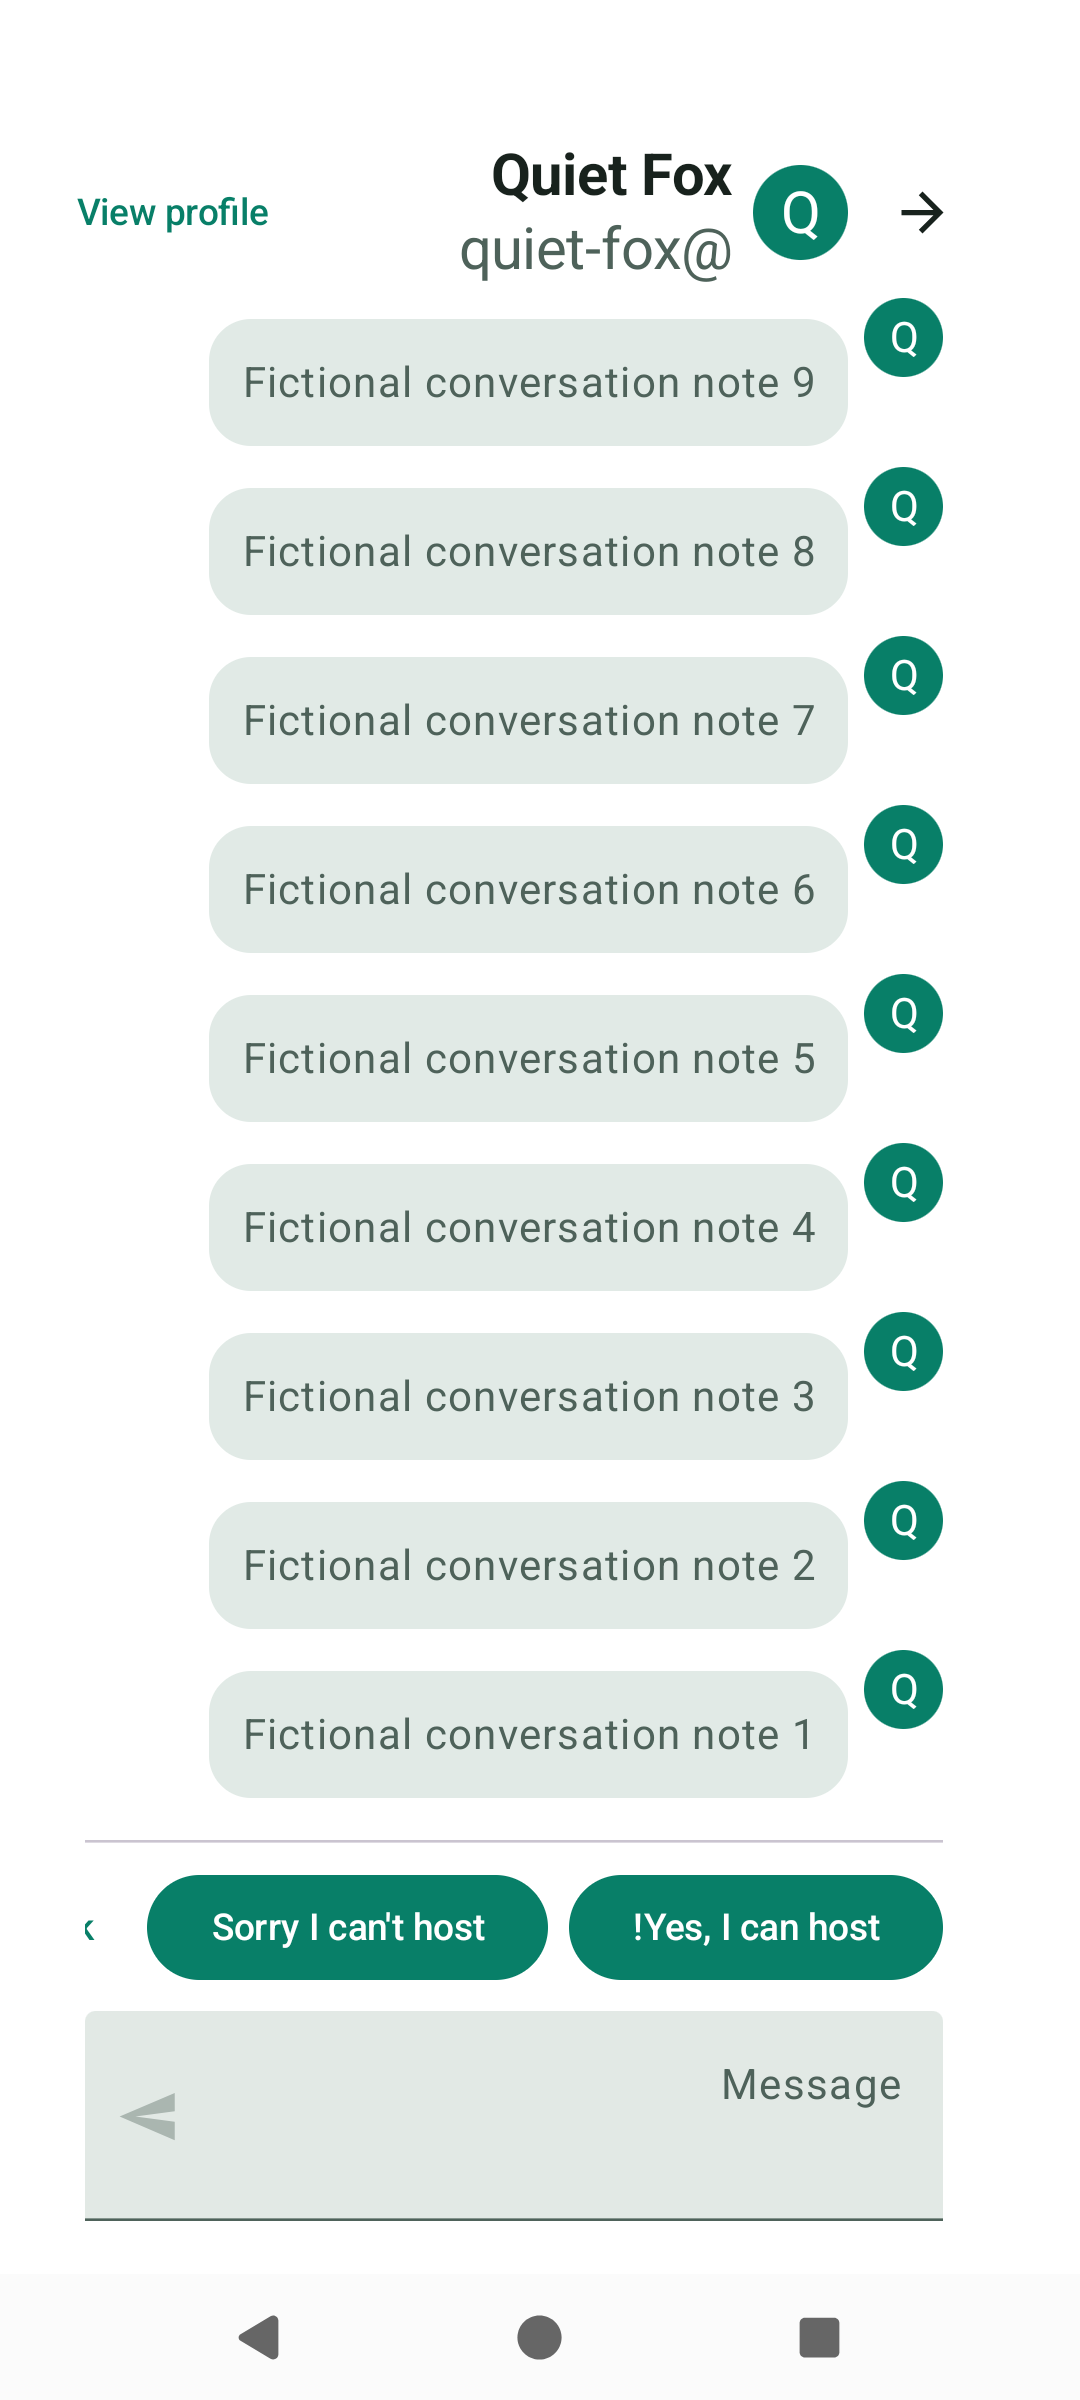 View profile
Quiet Fox
quiet-fox@
Q
Q
Fictional conversation note 9
Q
Fictional conversation note 8
Q
Fictional conversation note 7
Q
Fictional conversation note 6
Q
Fictional conversation note 5
Q
Fictional conversation note 4
Q
Fictional conversation note 3
Q
Fictional conversation note 2
Q
Fictional conversation note 1
!Yes, I can host
Sorry I can't host
Message